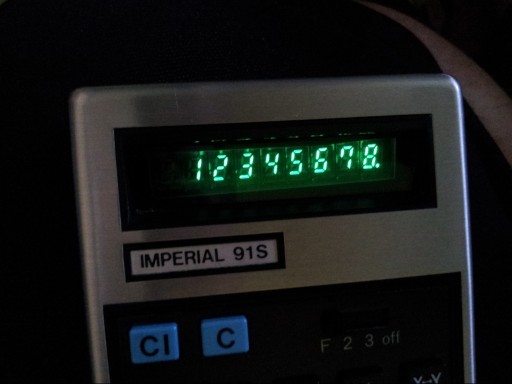 12345678.
IMPERIAL 91S
CI C
F 2 3 off